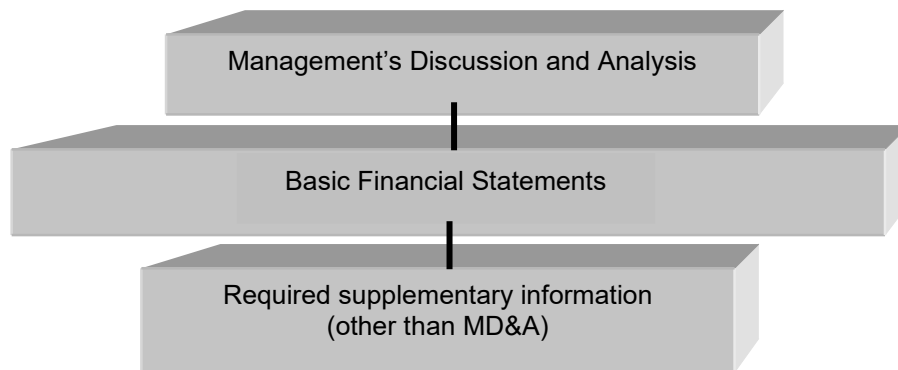 Management’s Discussion and Analysis
Basic Financial Statements
Required supplementary information
(other than MD&A)